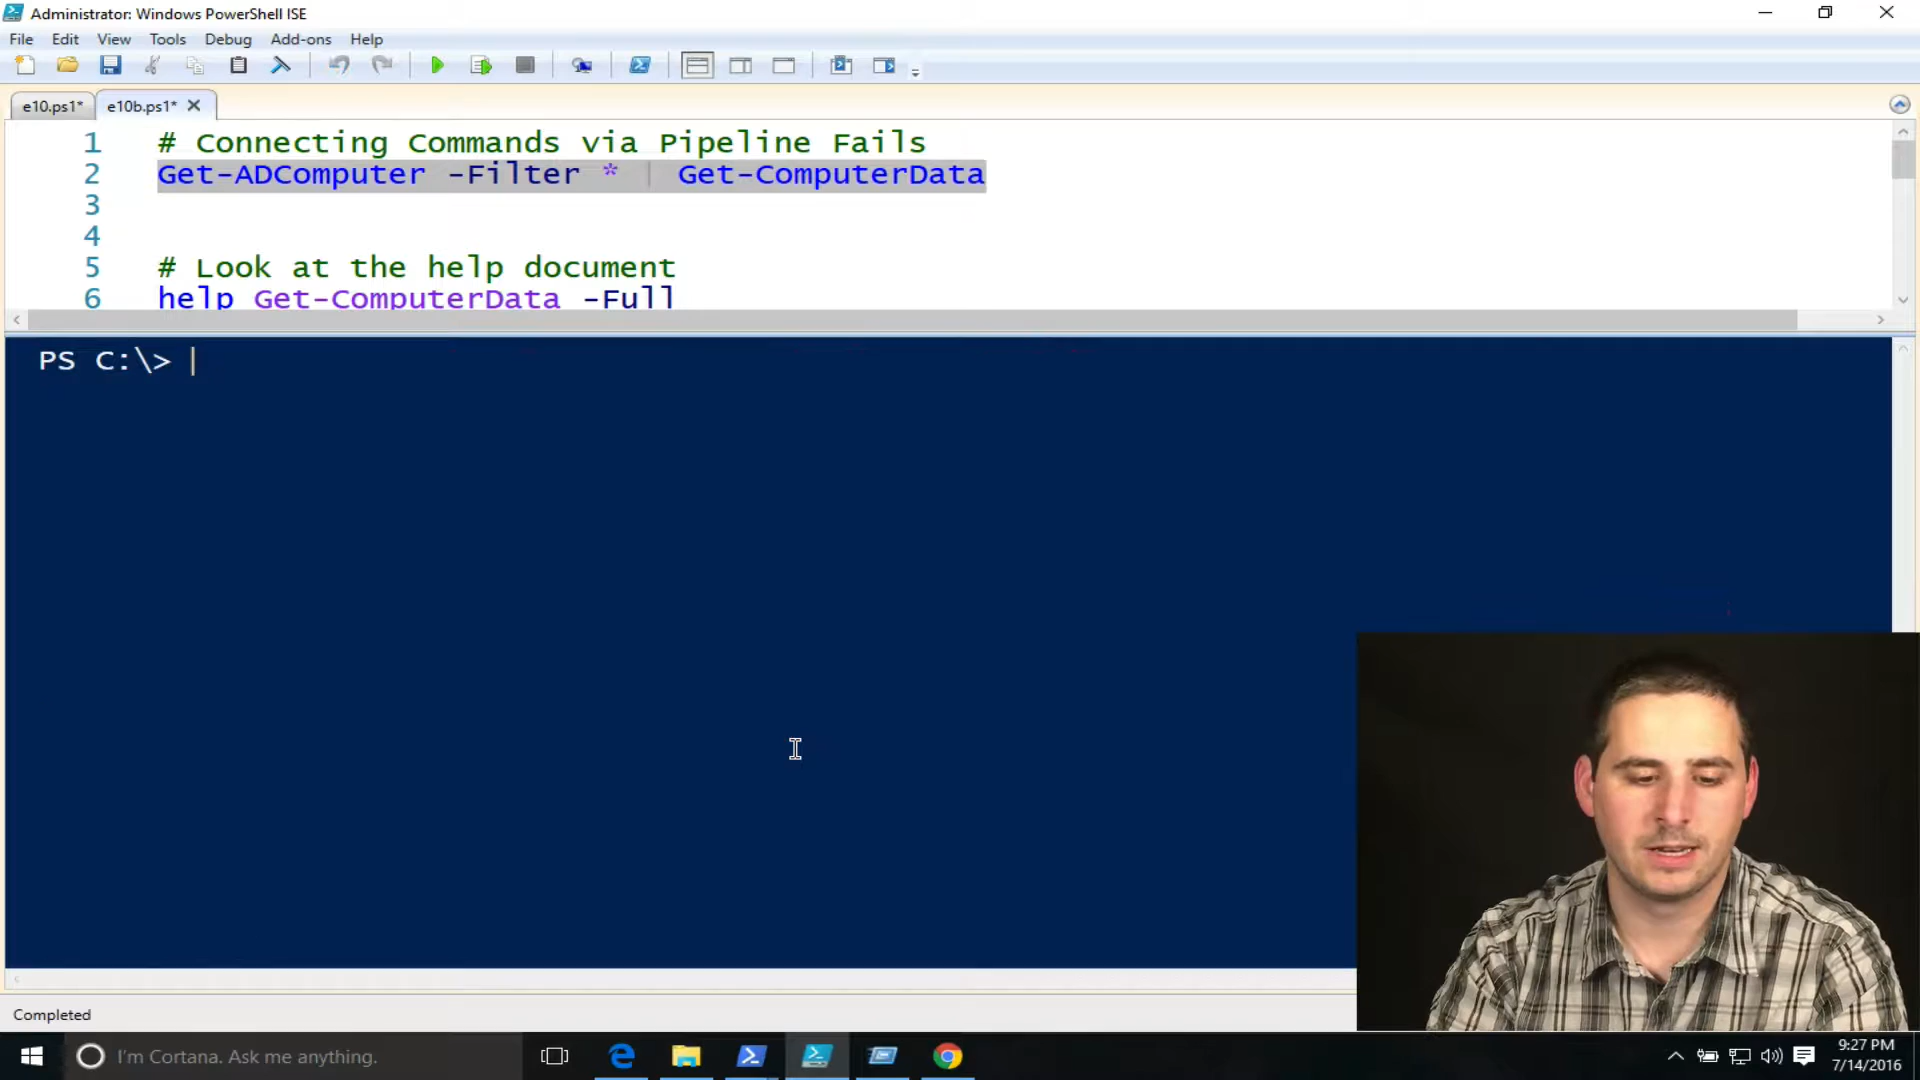 Administrator: Windows PowerShell ISE
File Edit View Tools Debug Add-ons Help
e10.ps1* e10b.ps1*
1 # Connecting Commands via Pipeline Fails
2 Get-ADComputer -Filter * | Get-ComputerData
3
4
5 # Look at the help document
6 help Get-ComputerData -Full
PS C:\>
Completed
I'm Cortana. Ask me anything.
9:27 PM
7/14/2016